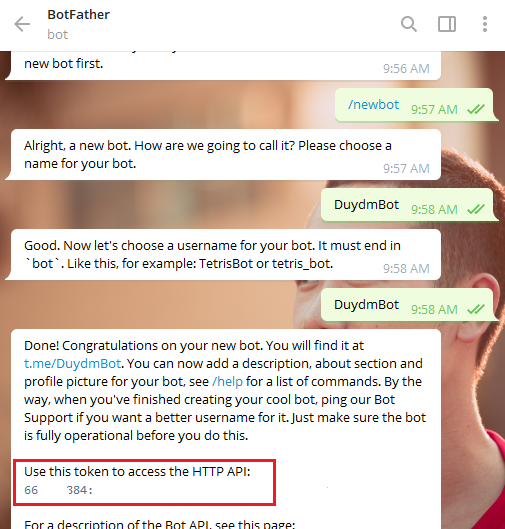 BotFather
bot
new bot first.
9:56 AM
/newbot
9:57 AM
Alright, a new bot. How are we going to call it? Please choose a
name for your bot.
9:57 AM
DuydmBot
9:58 AM
Good. Now let's choose a username for your bot. It must end in
`bot`. Like this, for example: TetrisBot or tetris_bot.
9:58 AM
DuydmBot
9:58 AM
Done! Congratulations on your new bot. You will find it at
t.me/DuydmBot. You can now add a description, about section and
profile picture for your bot, see /help for a list of commands. By the
way, when you've finished creating your cool bot, ping our Bot
Support if you want a better username for it. Just make sure the bot
is fully operational before you do this.
Use this token to access the HTTP API:
66 384:
For a description of the Bot API, see this page: